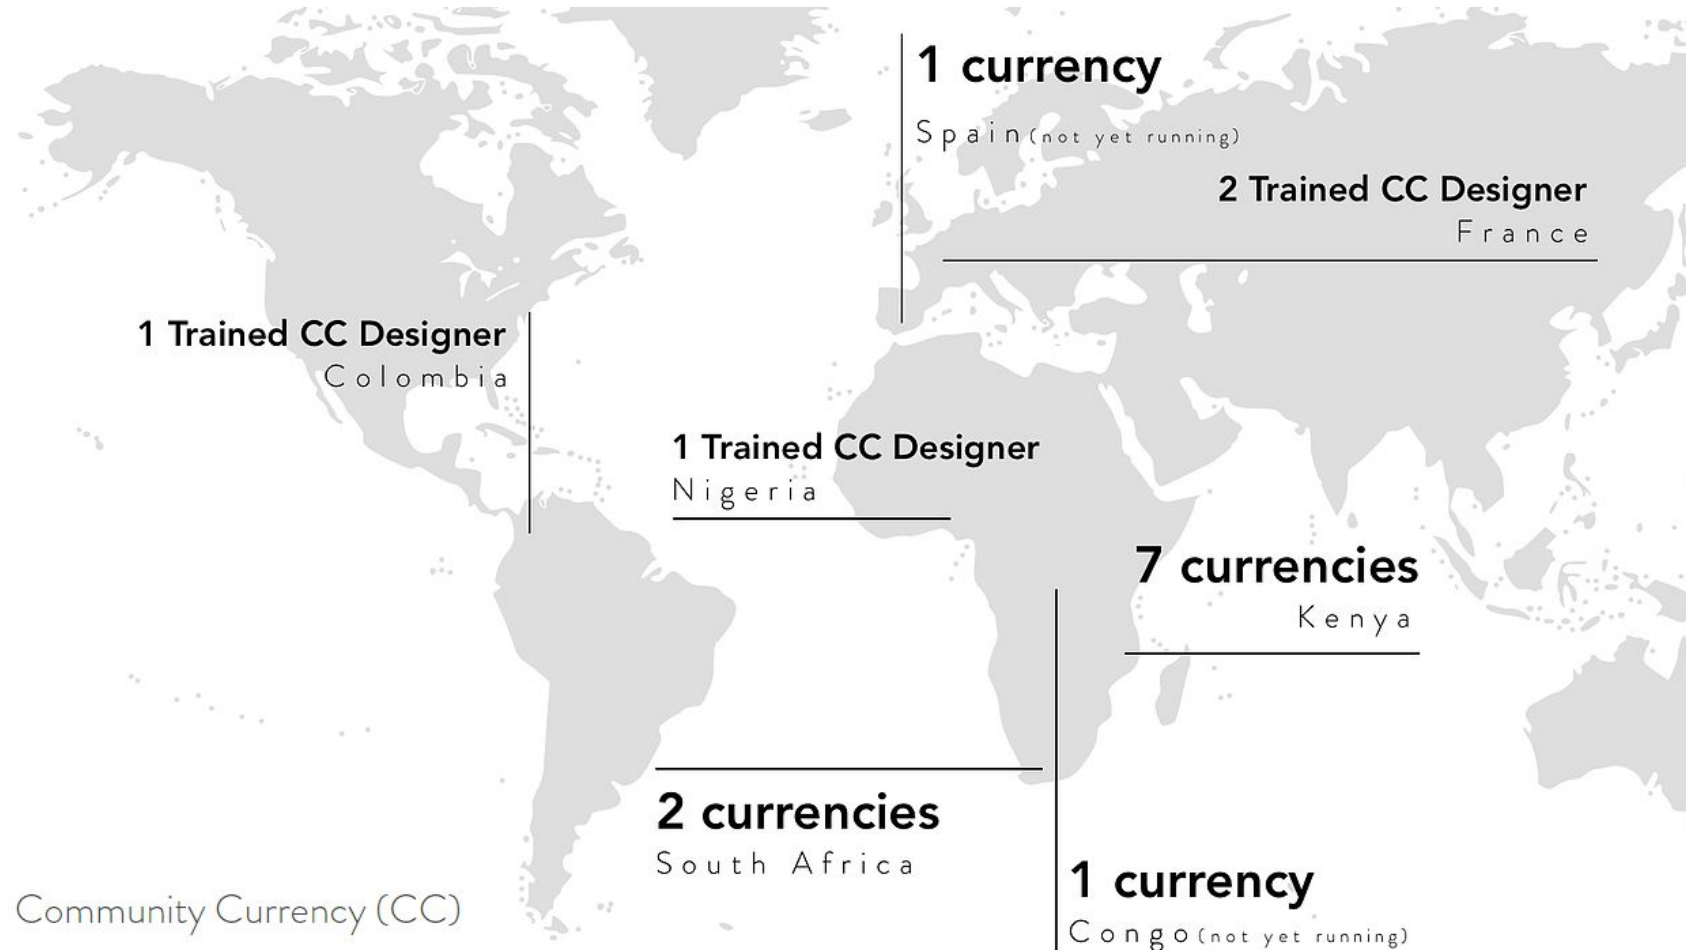 1 currency
Spain (not yet running)
2 Trained CC Designer
France
1 Trained CC Designer
Colombia
1 Trained CC Designer
Nigeria
7 currencies
Kenya
2 currencies
South Africa
1 currency
Congo (not yet running)
Community Currency (CC)